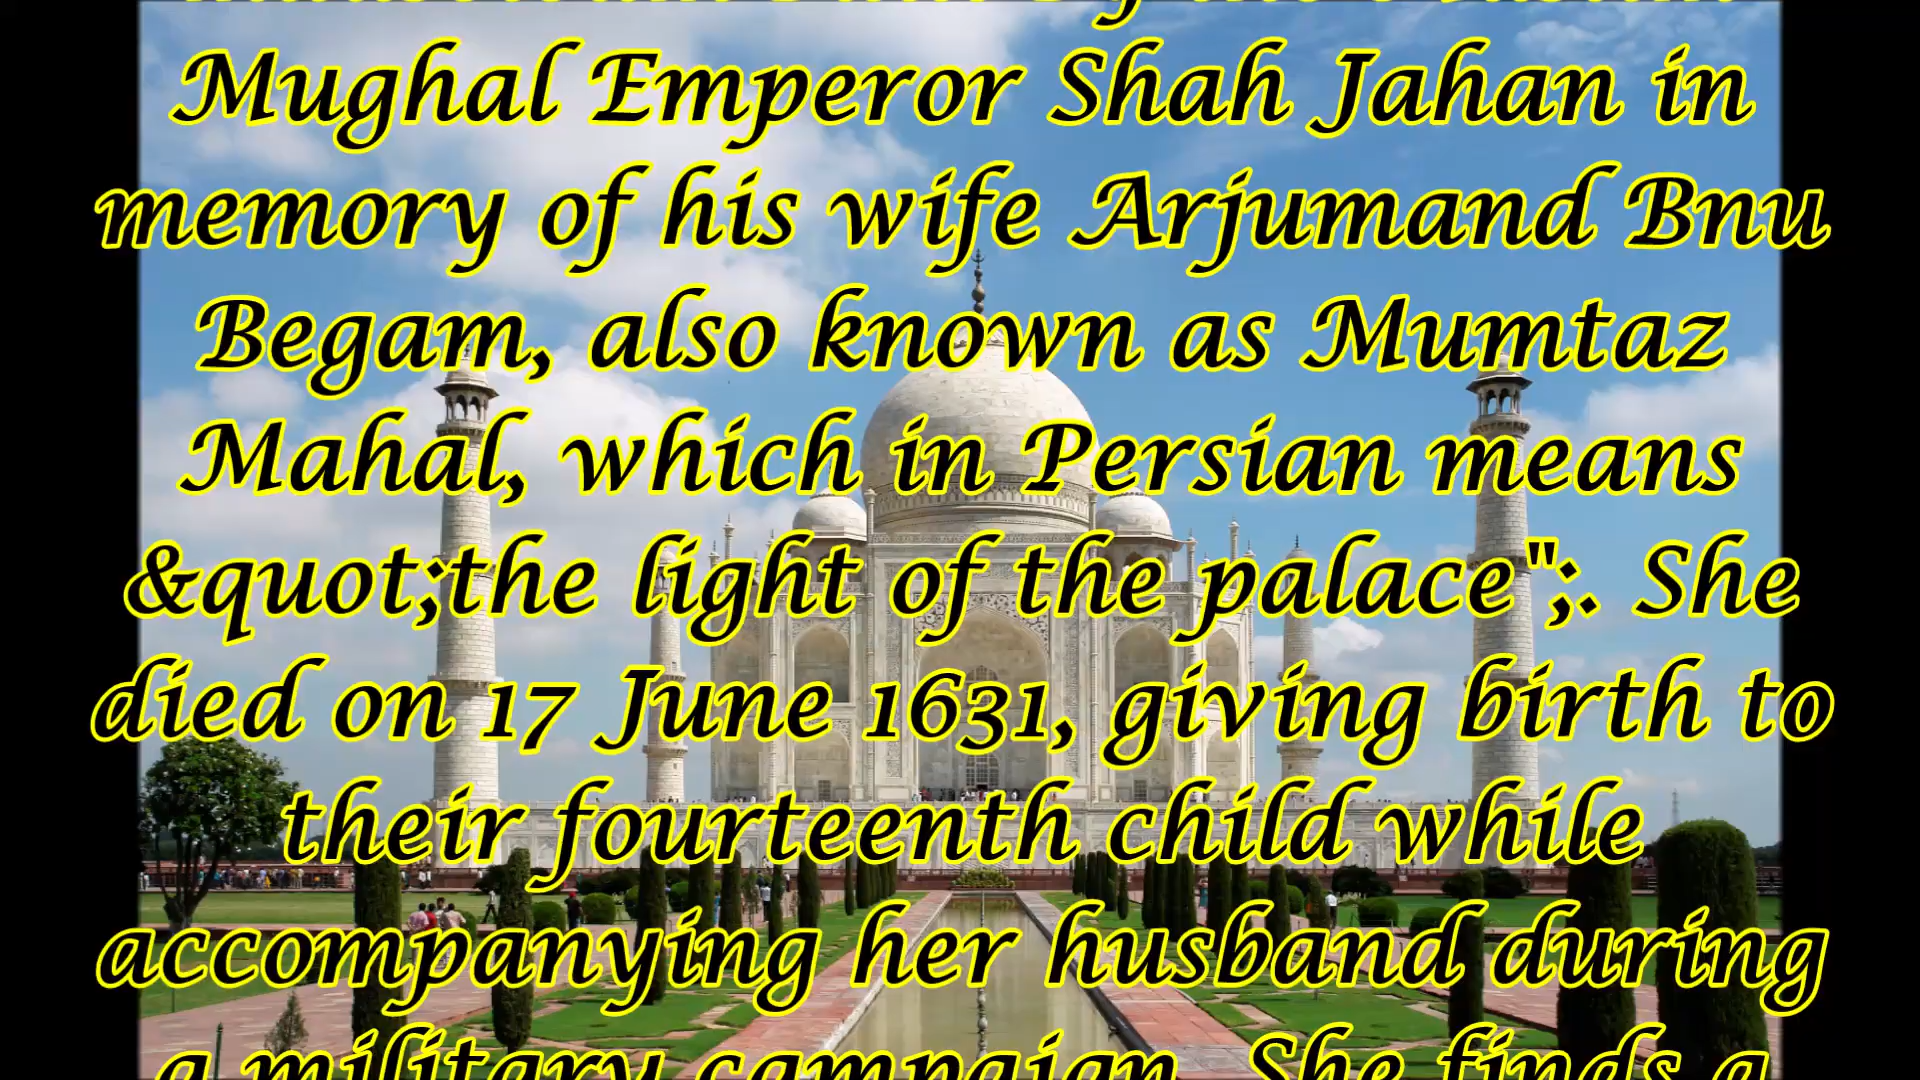 Mughal Emperor Shah Jahan in
memory of his wife Arjumand Bnu
Begam, also known as Mumtaz
Mahal, which in Persian means
&quot;the light of the palace";. She
died on 17 June 1631, giving birth to
their fourteenth child while
accompanying her husband during
a military campaign. She finds a